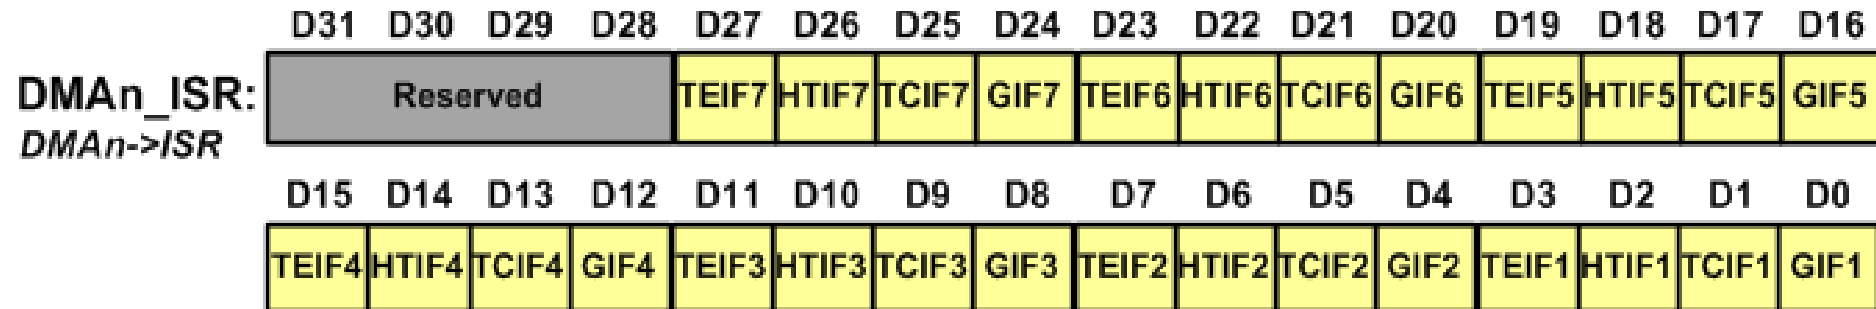 D31 D30 D29 D28 D27 D26 D25 D24 D23 D22 D21 D20 D19 D18 D17 D16
DMAn_ISR: Reserved TEIF7 HTIF7 TCIF7 GIF7 TEIF6 HTIF6 TCIF6 GIF6 TEIF5 HTIF5 TCIF5 GIF5
DMAn->ISR
D15 D14 D13 D12 D11 D10 D9 D8 D7 D6 D5 D4 D3 D2 D1 D0
TEIF4 HTIF4 TCIF4 GIF4 TEIF3 HTIF3 TCIF3 GIF3 TEIF2 HTIF2 TCIF2 GIF2 TEIF1 HTIF1 TCIF1 GIF1